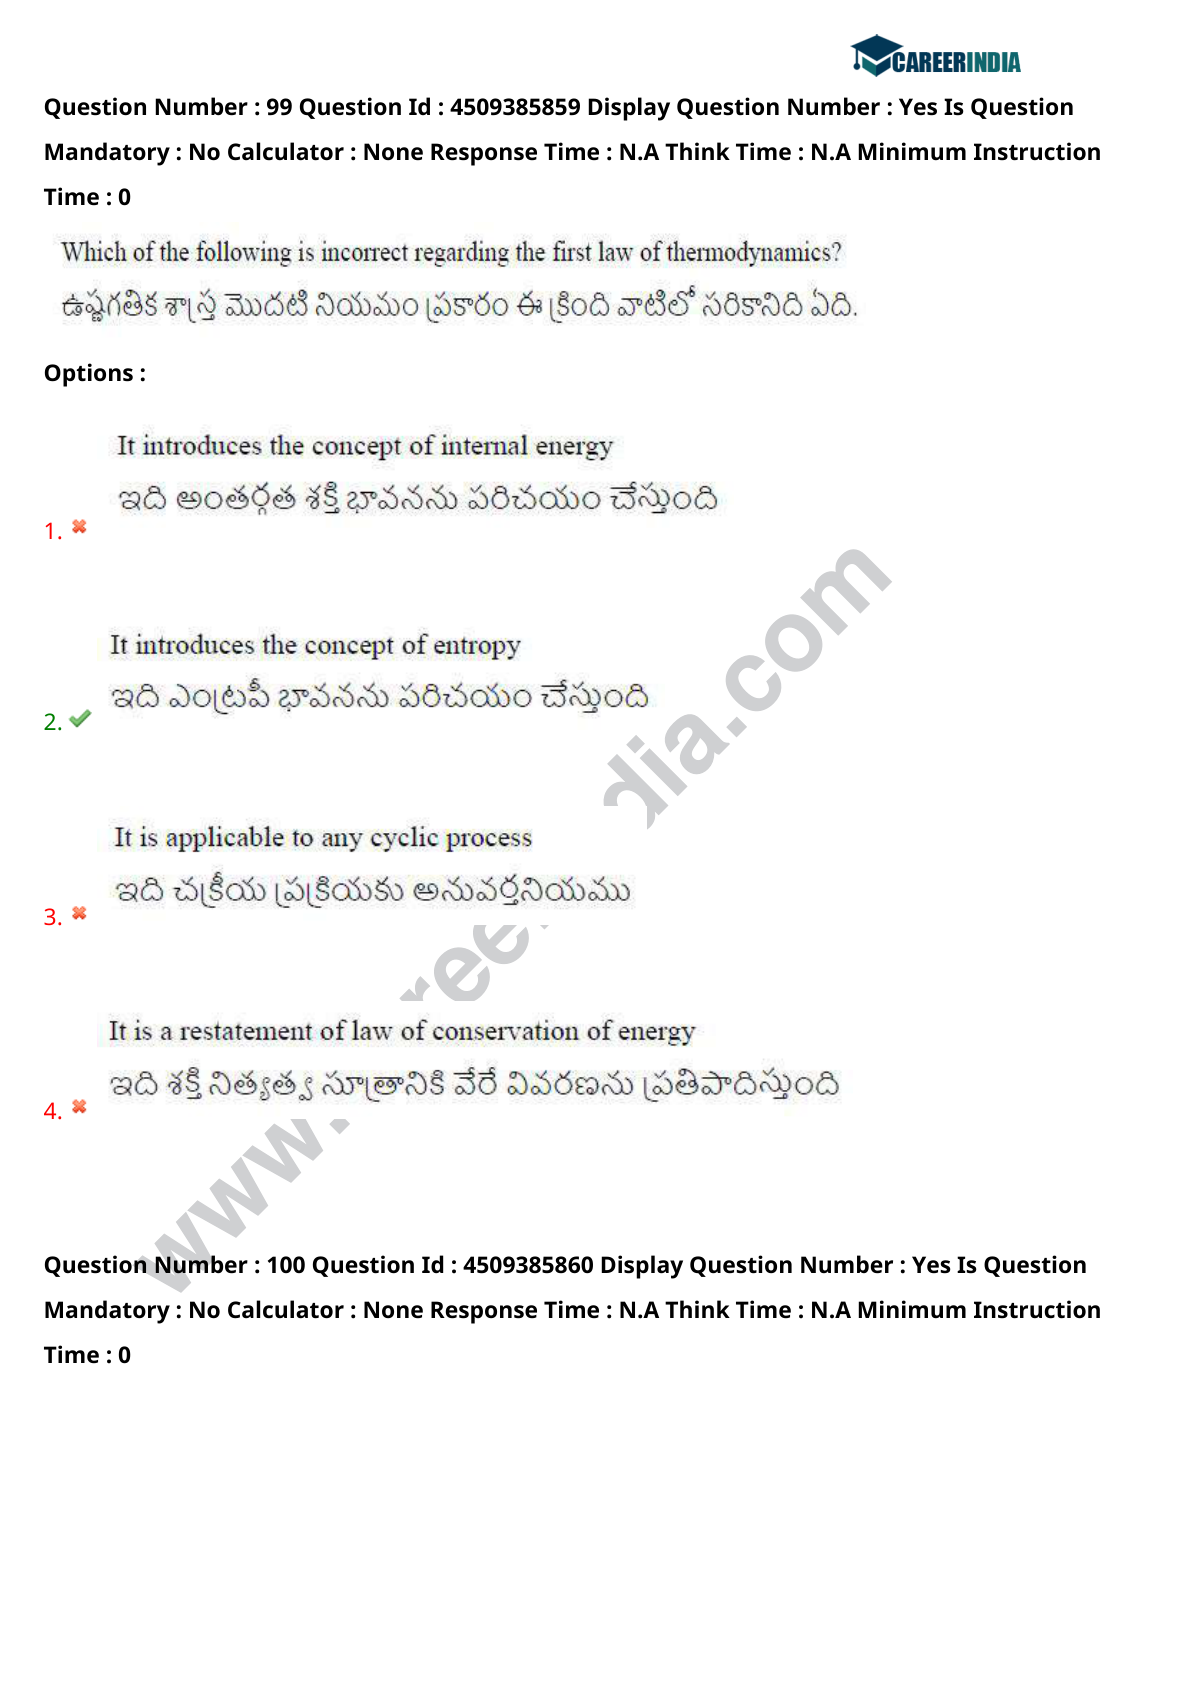 CAREERINDIA
Question Number : 99 Question Id : 4509385859 Display Question Number : Yes Is Question
Mandatory : No Calculator : None Response Time : N.A Think Time : N.A Minimum Instruction
Time : 0
Which of the following is incorrect regarding the first law of thermodynamics?
ఉష్ణగతిక శాస్త్ర మొదటి నియమం ప్రకారం ఈ క్రింది వాటిలో సరికానిది ఏది.
Options :
It introduces the concept of internal energy
ఇది అంతర్గత శక్తి భావనను పరిచయం చేస్తుంది
1.
It introduces the concept of entropy
ఇది ఎంట్రపీ భావనను పరిచయం చేస్తుంది
2.
It is applicable to any cyclic process
ఇది చక్రీయ ప్రక్రియకు అనువర్తనియము
3.
It is a restatement of law of conservation of energy
ఇది శక్తి నిత్యత్వ సూత్రానికి వేరే వివరణను ప్రతిపాదిస్తుంది
4.
Question Number : 100 Question Id : 4509385860 Display Question Number : Yes Is Question
Mandatory : No Calculator : None Response Time : N.A Think Time : N.A Minimum Instruction
Time : 0